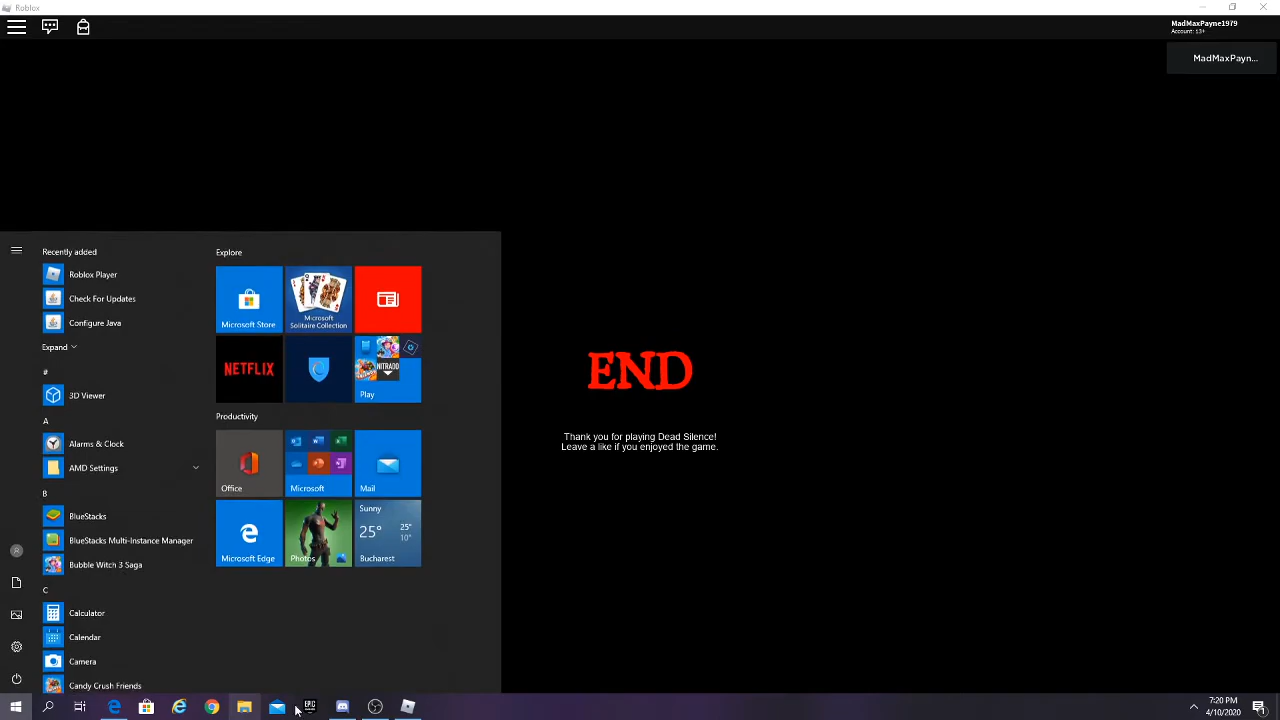 Roblox
MadMaxPayne1979
Account: 13+
MadMaxPayn...
Recently added
Roblox Player
Check For Updates
Configure Java
Expand
#
3D Viewer
A
Alarms & Clock
AMD Settings
B
BlueStacks
BlueStacks Multi-Instance Manager
Bubble Witch 3 Saga
C
Calculator
Calendar
Camera
Candy Crush Friends
Explore
Microsoft Store
Microsoft
Solitaire Collection
NETFLIX
NITRADO
Play
Productivity
Office
Microsoft
Mail
Microsoft Edge
Photos
Sunny
25°
25°
10°
Bucharest
END
Thank you for playing Dead Silence!
Leave a like if you enjoyed the game.
EPIC
7:20 PM
4/10/2020
1